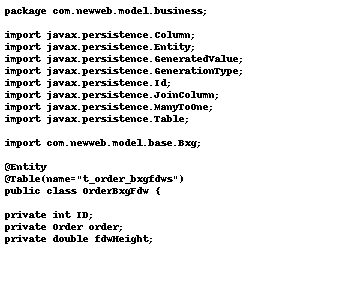 package com.newweb.model.business;
import javax.persistence.Column;
import javax.persistence.Entity;
import javax.persistence.GeneratedValue;
import javax.persistence.GenerationType;
import javax.persistence.Id;
import javax.persistence.JoinColumn;
import javax.persistence.ManyToOne;
import javax.persistence.Table;
import com.newweb.model.base.Bxg;
@Entity
@Table(name="t_order_bxgfdws")
public class OrderBxgFdw {
private int ID;
private Order order;
private double fdwHeight;